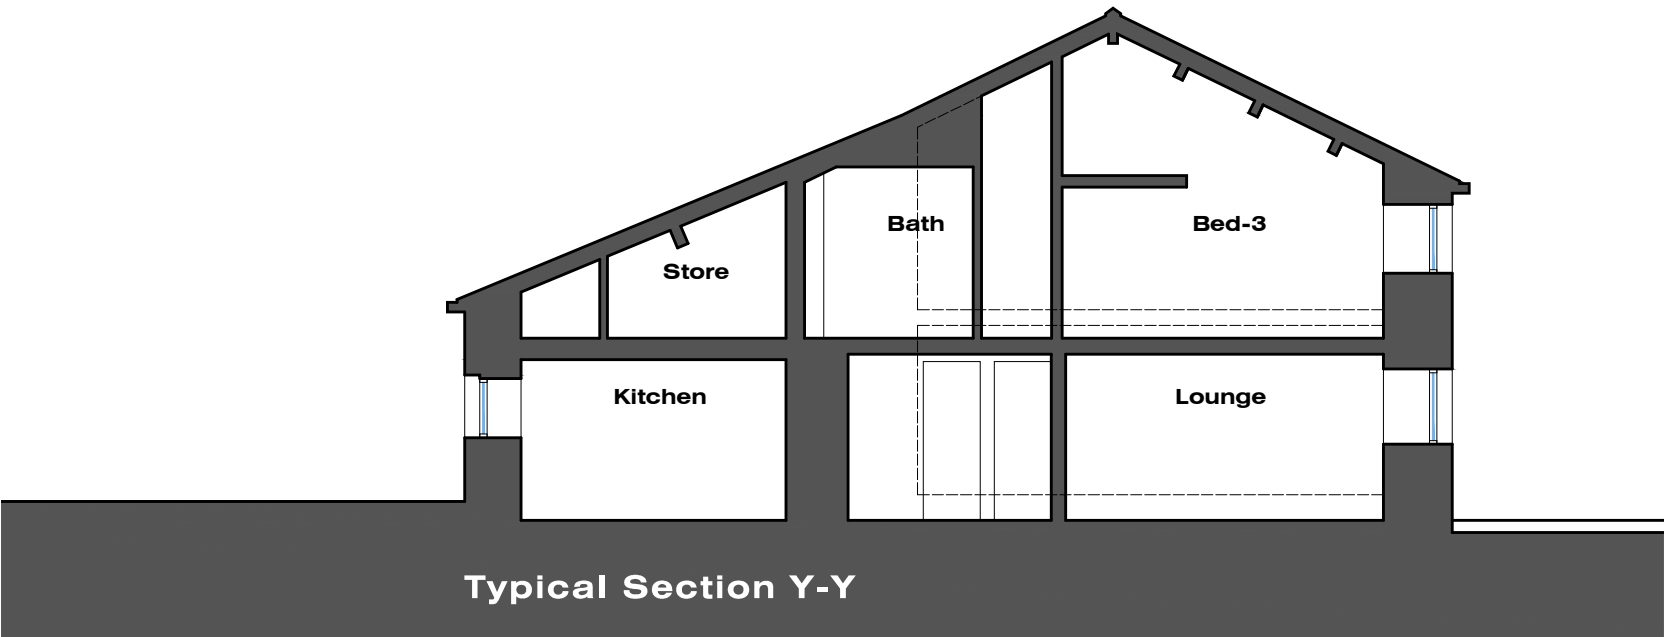 Bath
Bed-3
Store
Kitchen
Lounge
Typical Section Y-Y